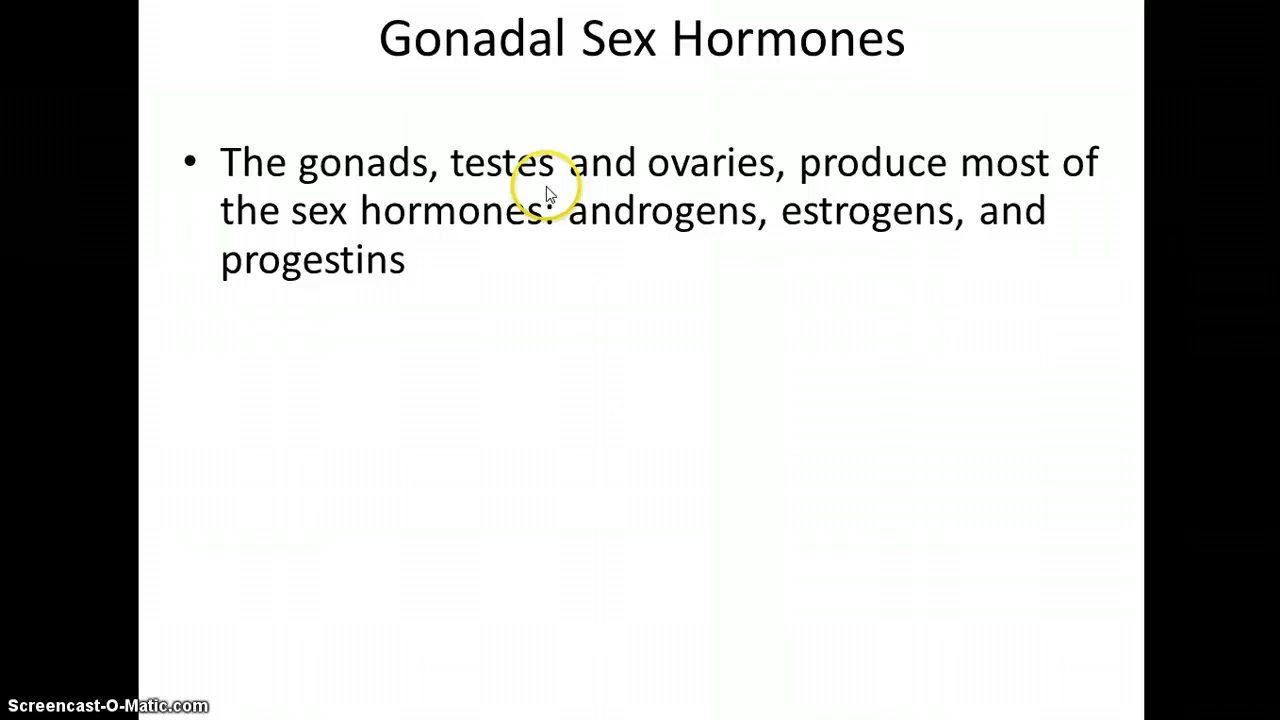 Gonadal Sex Hormones
• The gonads, testes and ovaries, produce most of
the sex hormones: androgens, estrogens, and
progestins
Screencast-O-Matic.com